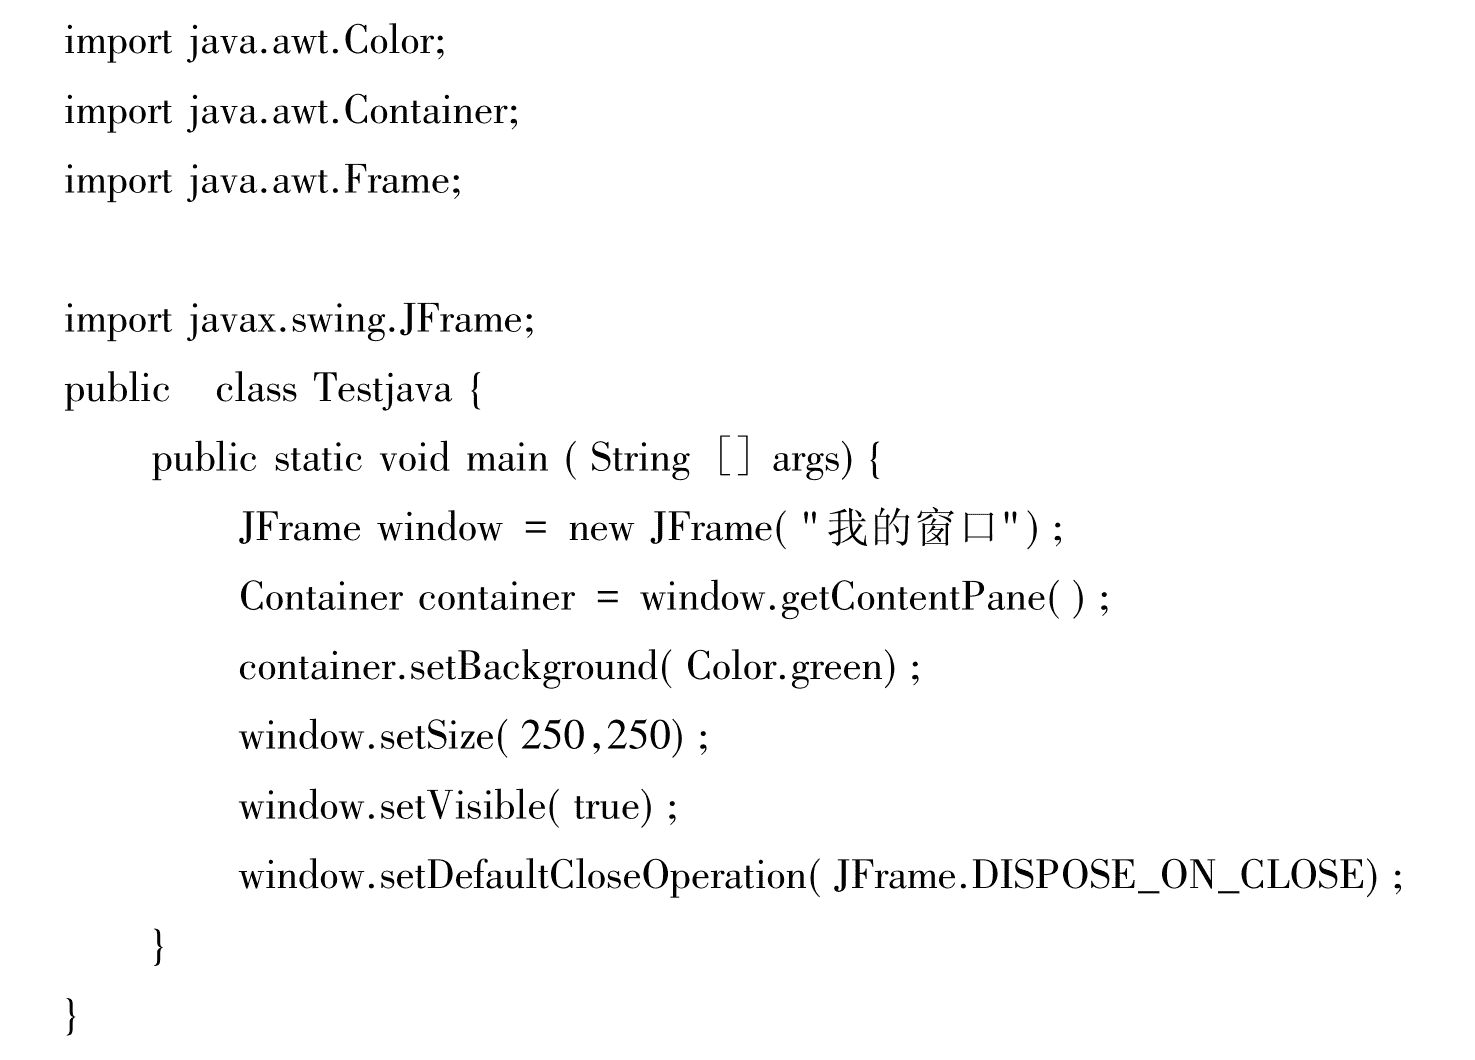 import java.awt.Color;
import java.awt.Container;
import java.awt.Frame;
import javax.swing.JFrame;
public  class Testjava {
public static void main ( String [] args) {
JFrame window = new JFrame( "我的窗口") ;
Container container = window.getContentPane( ) ;
container.setBackground( Color.green) ;
window.setSize( 250,250) ;
window.setVisible( true) ;
window.setDefaultCloseOperation( JFrame.DISPOSE_ON_CLOSE) ;
}
}